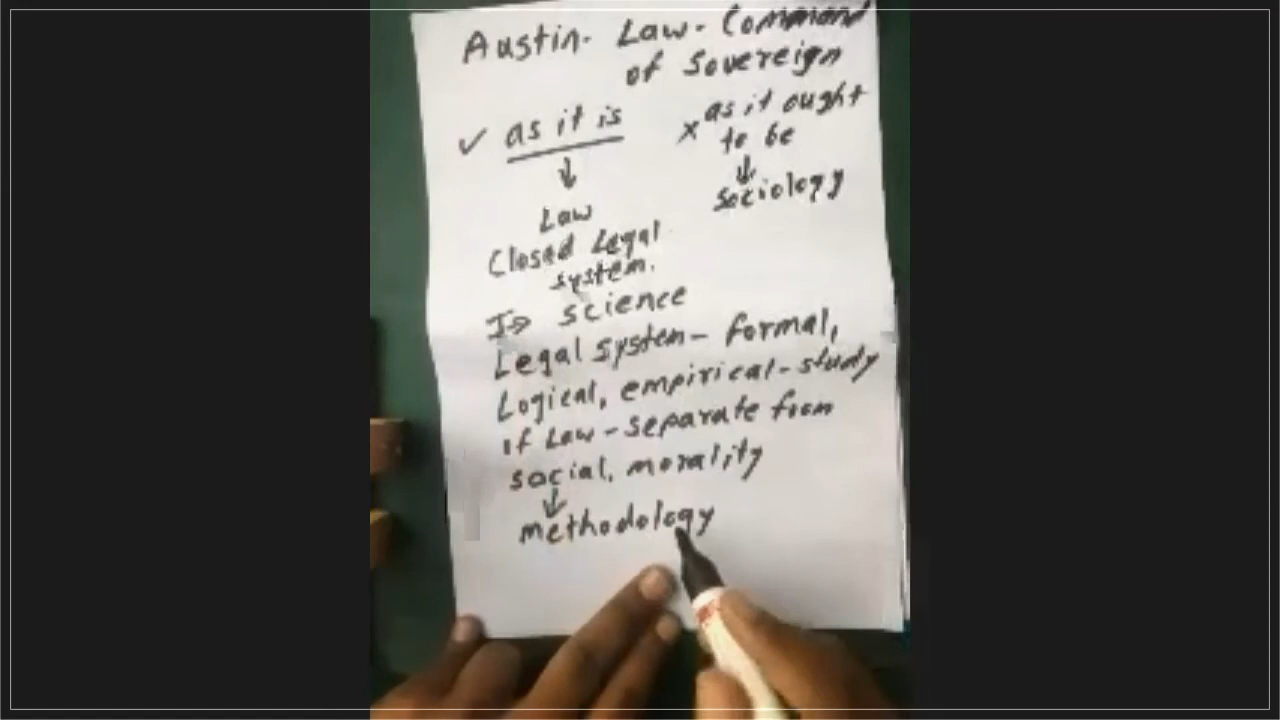 Austin- Law- Command
of Sovereign
✓ as it is
x as it ought
to be
↓
Sociology
↓
Law
Closed Legal
system.
J→ science
Legal system- formal,
Logical, empirical-study
of Law - separate from
social, morality
↓
methodology